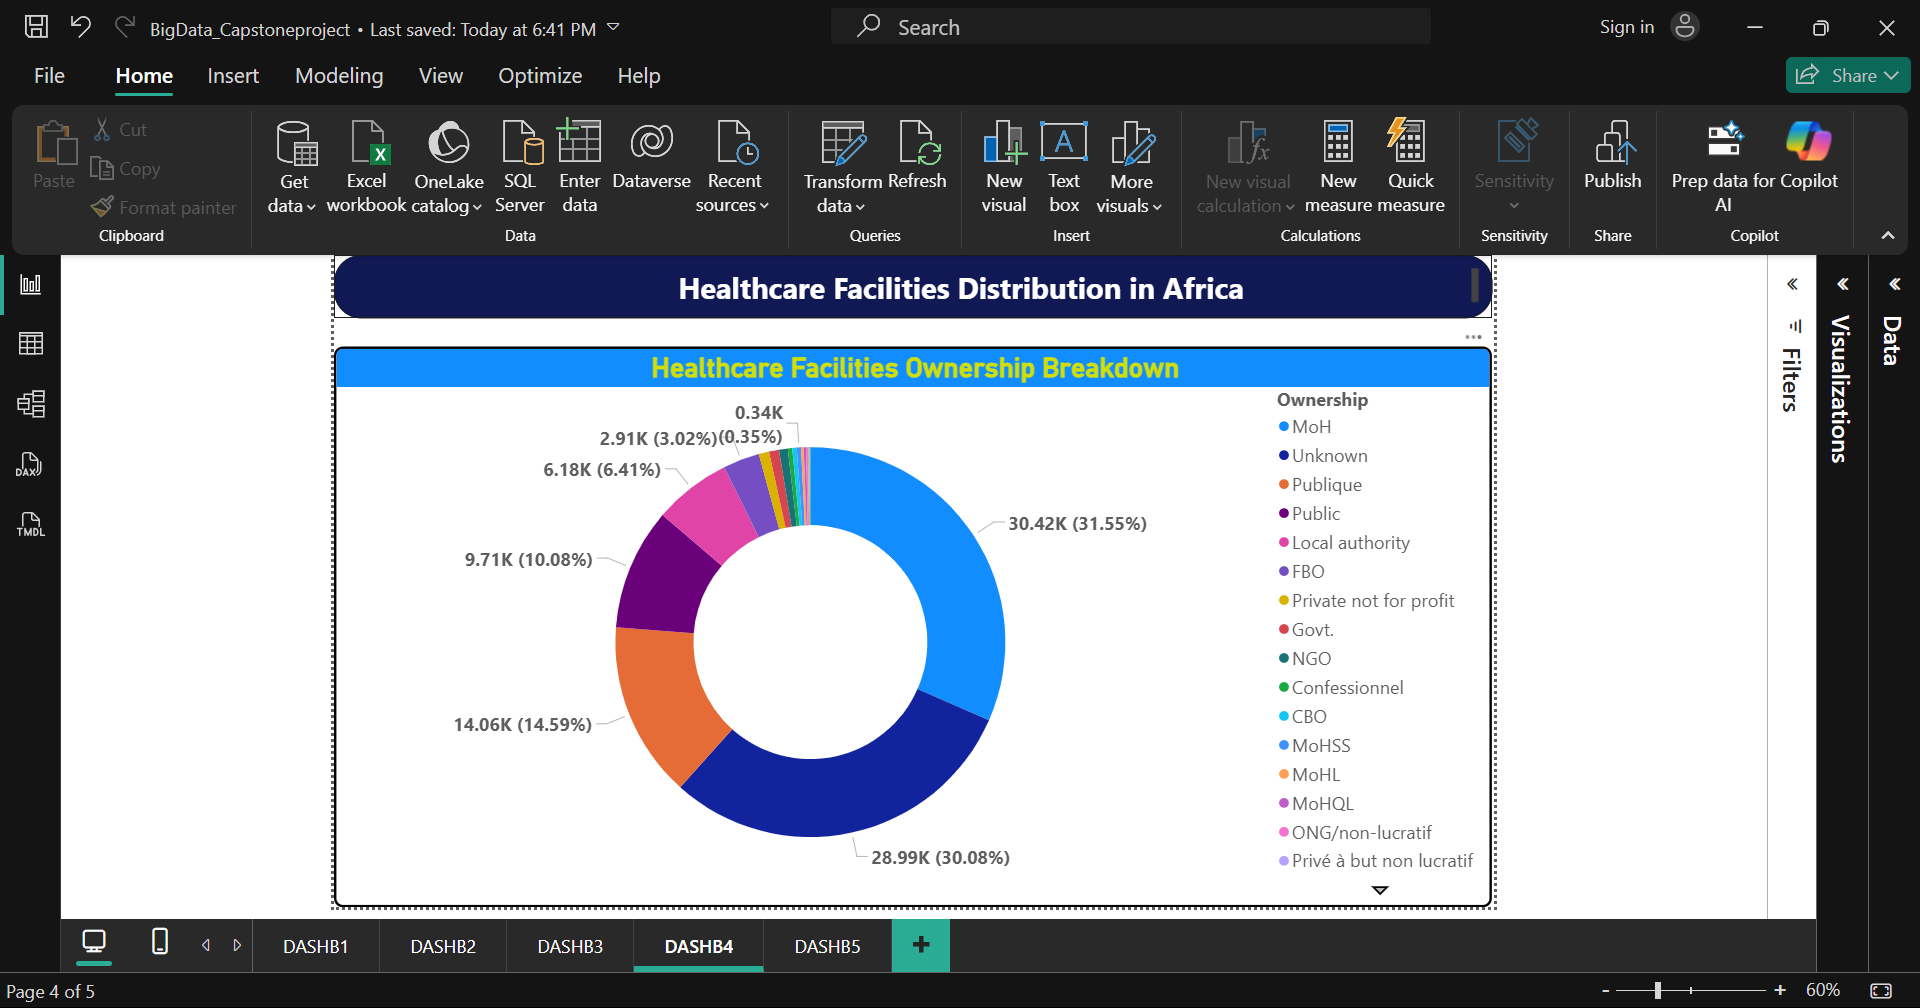 BigData_Capstoneproject • Last saved: Today at 6:41 PM
Search
Sign in
File Home Insert Modeling View Optimize Help
Share
Paste
Cut
Copy
Format painter
Clipboard
Get data
Excel workbook
OneLake catalog
SQL Server
Enter data
Dataverse
Recent sources
Data
Transform data
Refresh
Queries
New visual
Text box
More visuals
Insert
New visual calculation
New measure
Quick measure
Calculations
Sensitivity
Sensitivity
Publish
Share
Prep data for AI
Copilot
Copilot
DAX
TMDL
Healthcare Facilities Distribution in Africa
Healthcare Facilities Ownership Breakdown
0.34K
(0.35%)
2.91K (3.02%)
6.18K (6.41%)
9.71K (10.08%)
14.06K (14.59%)
28.99K (30.08%)
30.42K (31.55%)
Ownership
MoH
Unknown
Publique
Public
Local authority
FBO
Private not for profit
Govt.
NGO
Confessionnel
CBO
MoHSS
MoHL
MoHQL
ONG/non-lucratif
Privé à but non lucratif
Filters
Visualizations
Data
DASHB1 DASHB2 DASHB3 DASHB4 DASHB5 +
Page 4 of 5
- + 60%